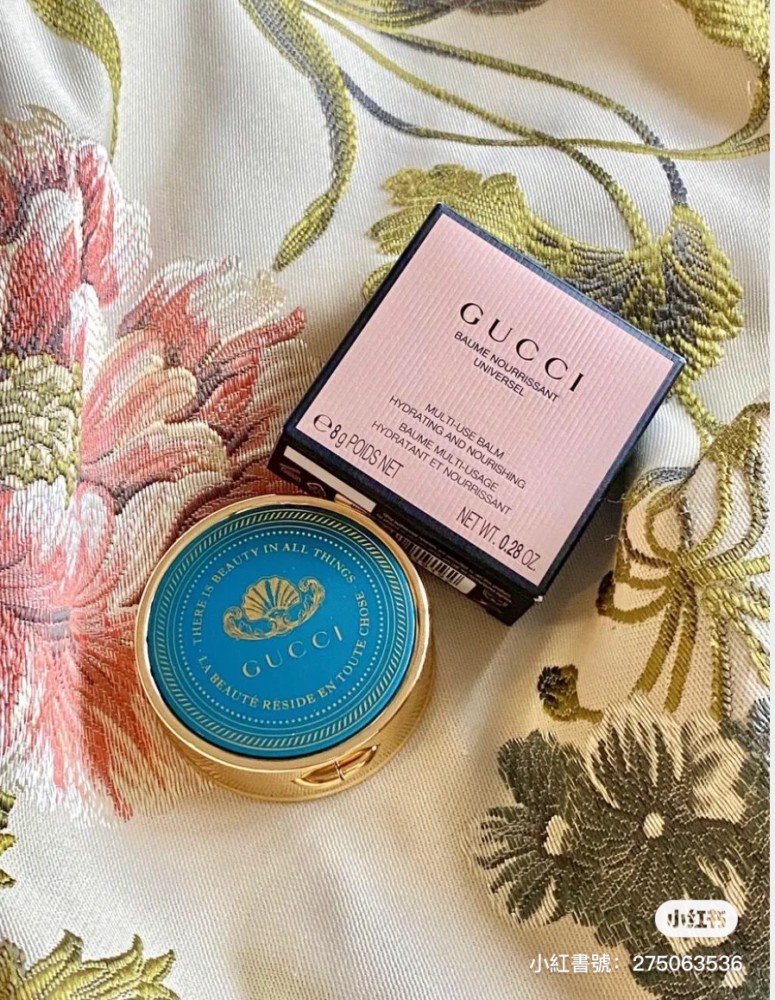 GUCCI
BAUME NOURRISSANT
UNIVERSEL
MULTI-USE BALM
HYDRATING AND NOURISHING
BAUME MULTI-USAGE
HYDRATANT ET NOURRISSANT
℮8 g POIDS NET
NET WT. 0.28 OZ
THERE IS BEAUTY IN ALL THINGS
GUCCI
LA BEAUTÉ RÉSIDE EN TOUTE CHOSE
小红书
小紅書號：275063536